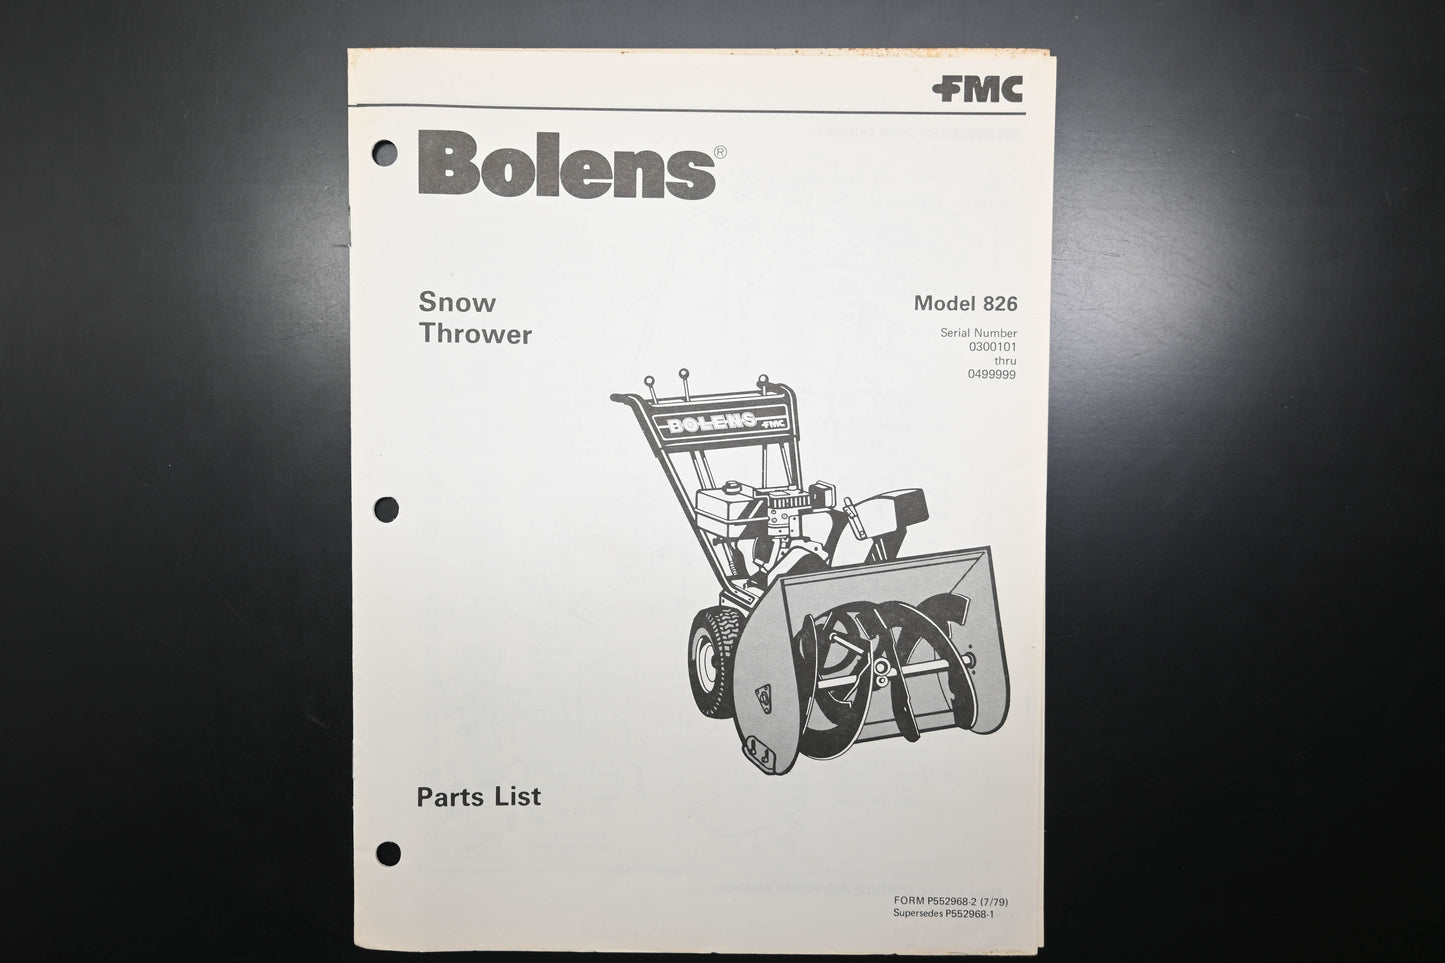 FMC
Bolens®
Snow
Thrower
Model 826
Serial Number
0300101
thru
0499999
BOLENS FMC
Parts List
FORM P552968-2 (7/79)
Supersedes P552968-1